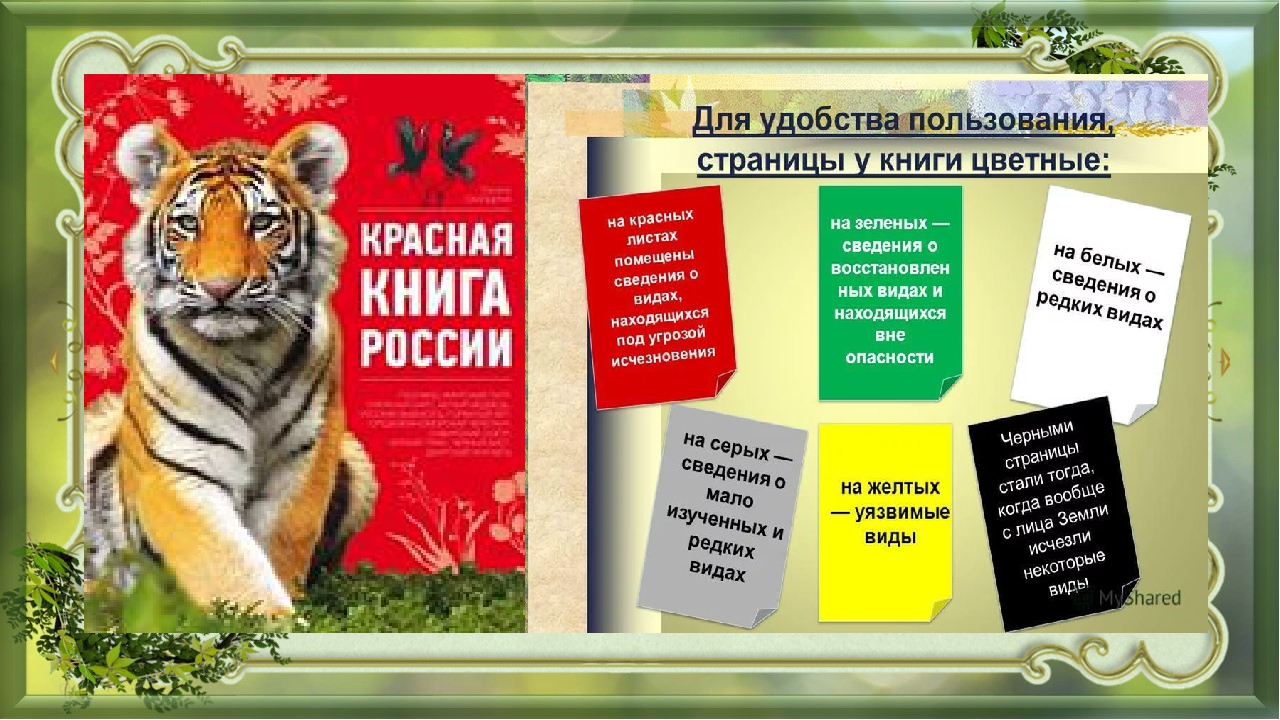 КРАСНАЯ
КНИГА
РОССИИ
Для удобства пользования,
страницы у книги цветные:
на красных
листах
помещены
сведения о
видах,
находящихся
под угрозой
исчезновения
на зеленых —
сведения о
восстановлен
ных видах и
находящихся
вне
опасности
на белых —
сведения о
редких видах
на серых —
сведения о
мало
изученных и
редких
видах
на желтых
— уязвимые
виды
Черными
страницы
стали тогда,
когда вообще
с лица Земли
исчезли
некоторые
виды
MyShared